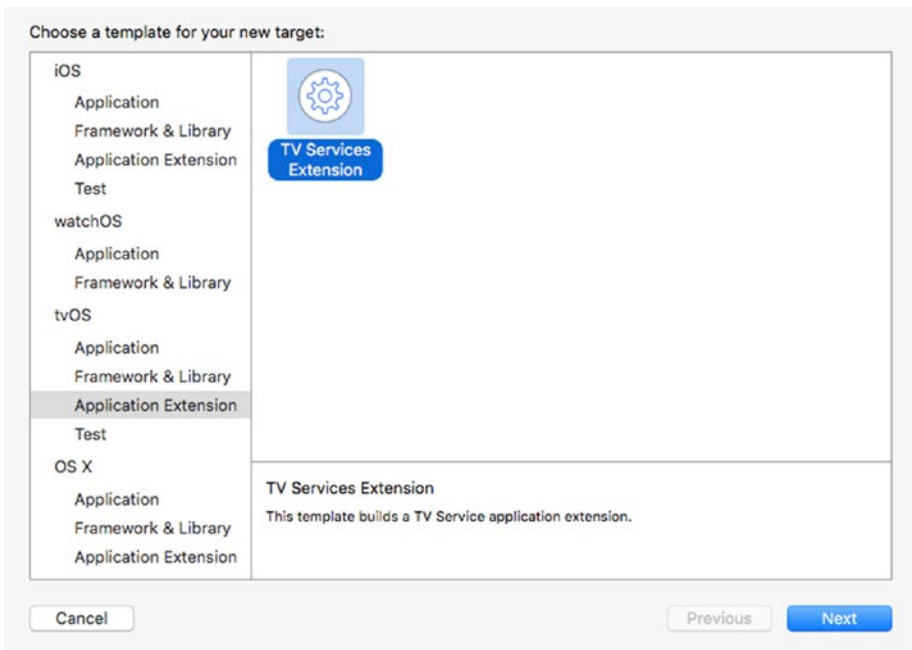 Choose a template for your new target:
iOS
Application
Framework & Library
Application Extension
Test
watchOS
Application
Framework & Library
tvOS
Application
Framework & Library
Application Extension
Test
OS X
Application
Framework & Library
Application Extension
TV Services
Extension
TV Services Extension
This template builds a TV Service application extension.
Cancel
Previous
Next